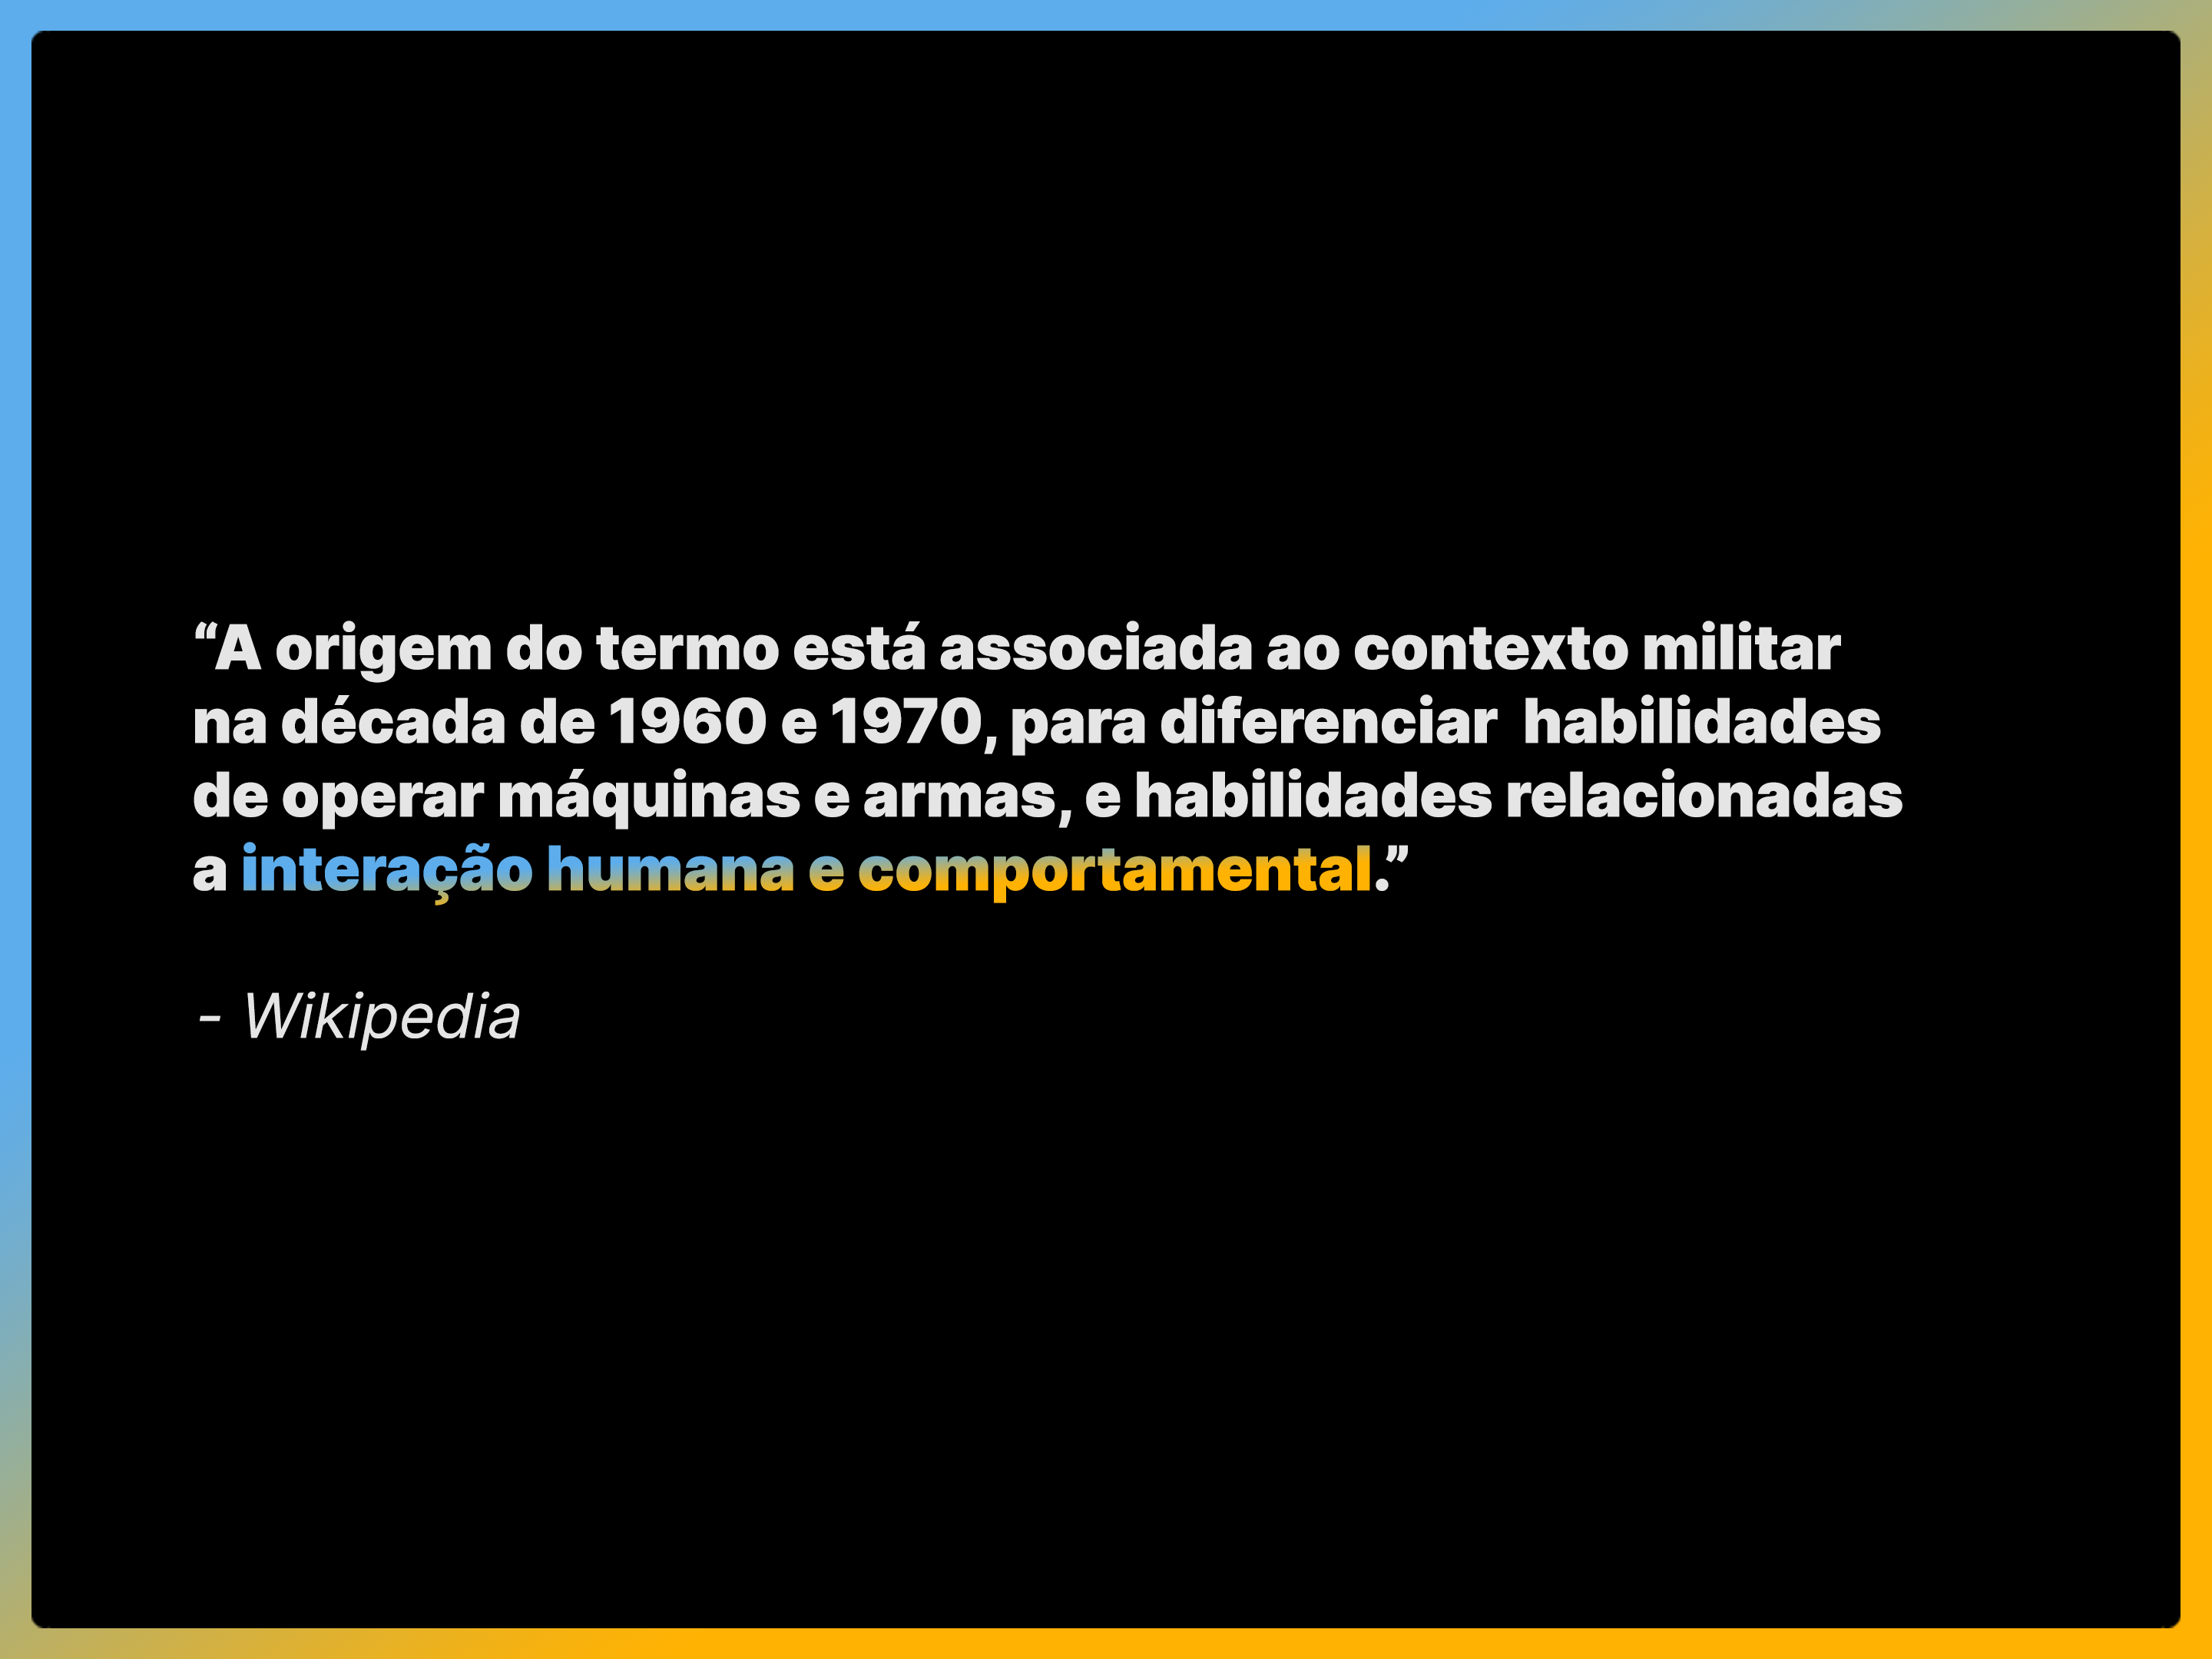 “A origem do termo está associada ao contexto militar
na década de 1960 e 1970, para diferenciar  habilidades
de operar máquinas e armas, e habilidades relacionadas
a interação humana e comportamental.”
- Wikipedia